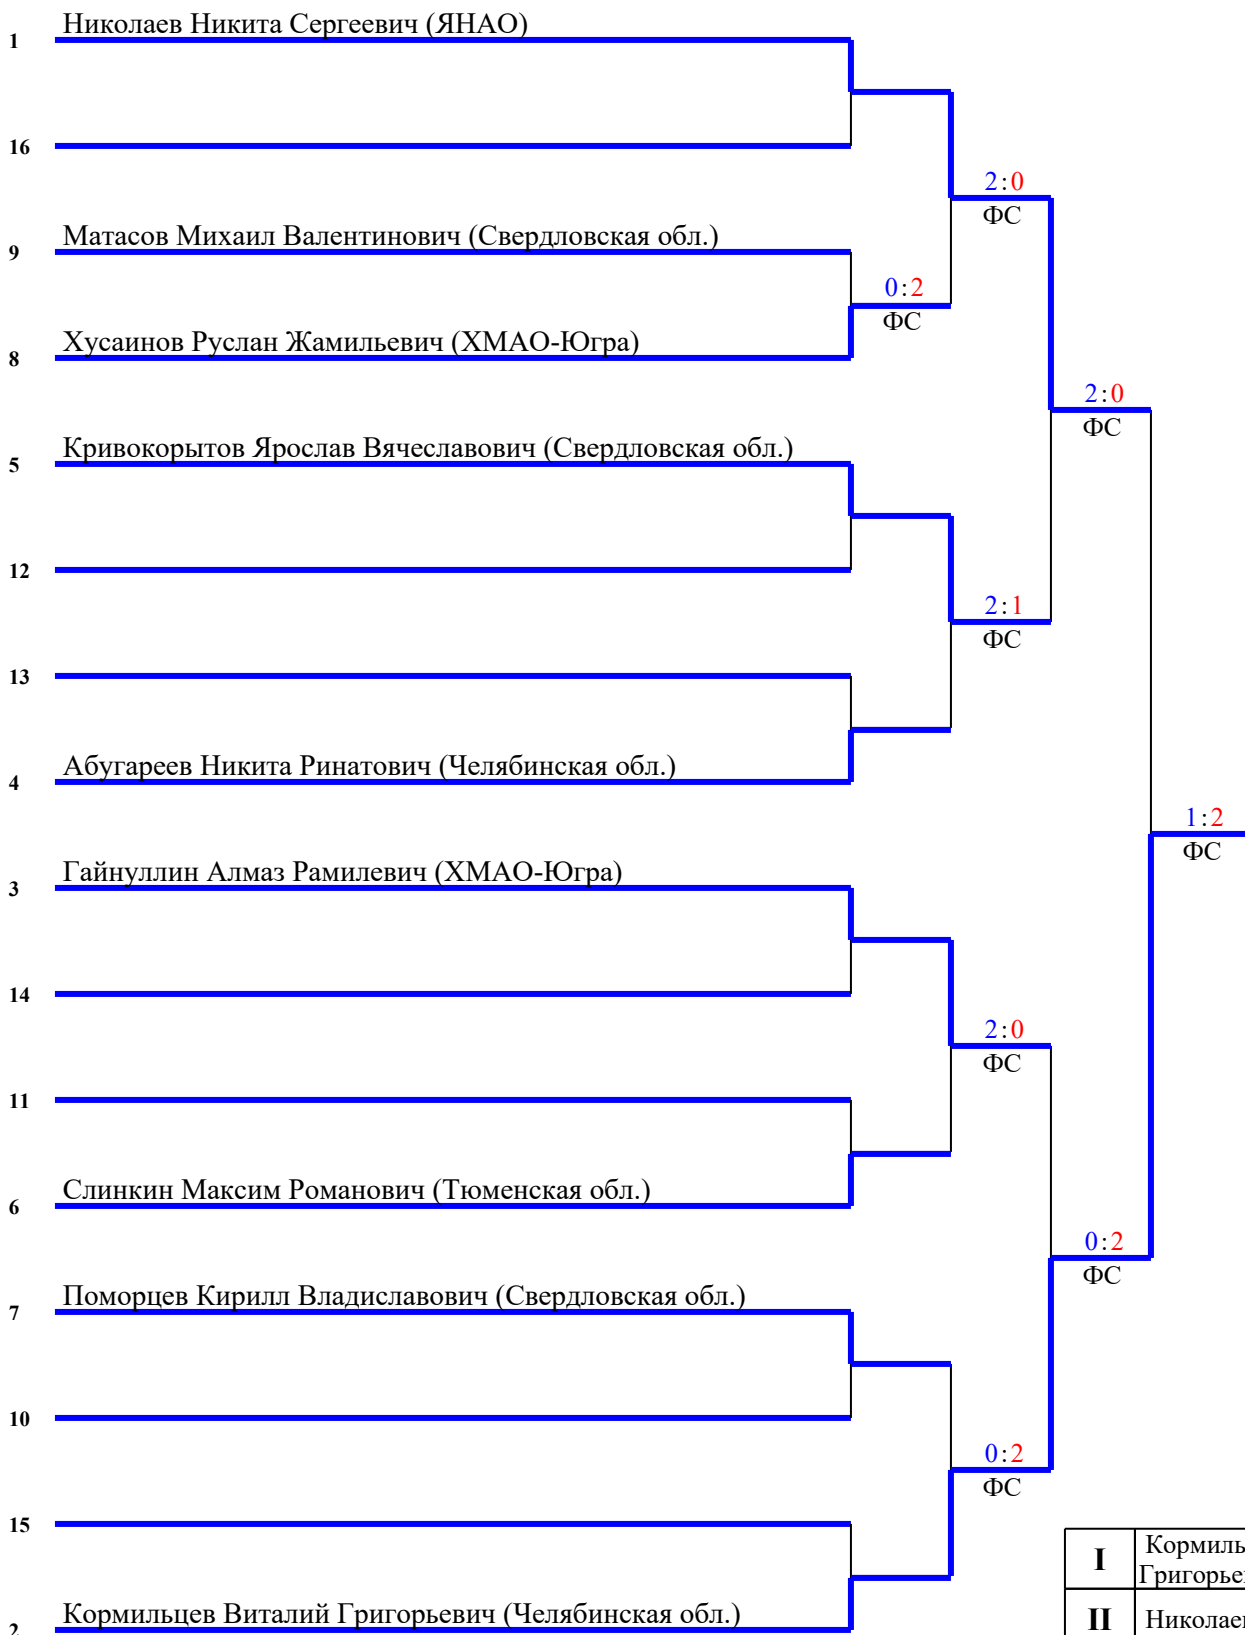 Николаев Никита Сергеевич (ЯНАО)
1
16
2:0
ФС
Матасов Михаил Валентинович (Свердловская обл.)
9
0:2
ФС
Хусаинов Руслан Жамильевич (ХМАО-Югра)
8
2:0
ФС
Кривокорытов Ярослав Вячеславович (Свердловская обл.)
5
12
2:1
ФС
13
Абугареев Никита Ринатович (Челябинская обл.)
4
1:2
ФС
Гайнуллин Алмаз Рамилевич (ХМАО-Югра)
3
14
2:0
ФС
11
Слинкин Максим Романович (Тюменская обл.)
6
0:2
ФС
Поморцев Кирилл Владиславович (Свердловская обл.)
7
10
0:2
ФС
15
Кормильцев Виталий Григорьевич (Челябинская обл.)
2
I
Кормиль
Григорье
II
Николае